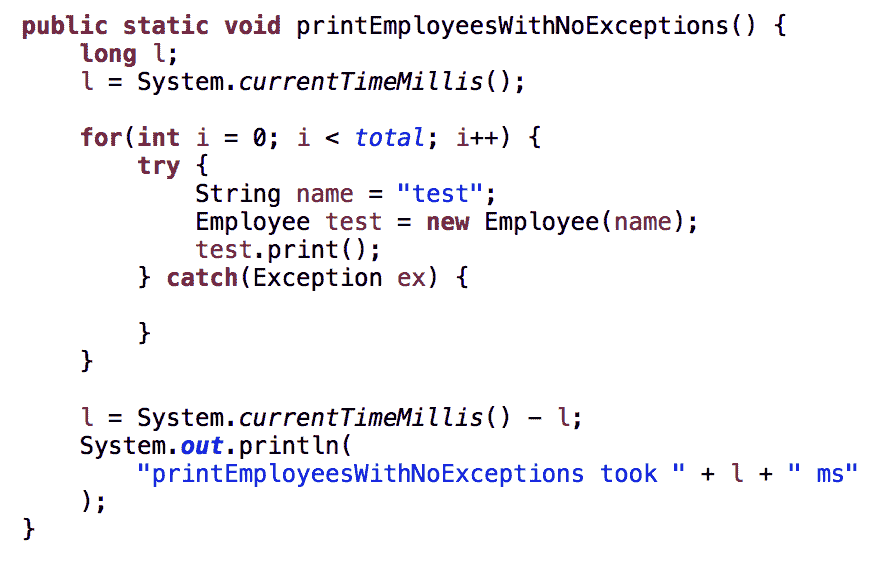 public static void printEmployeesWithNoExceptions() {
    long l;
    l = System.currentTimeMillis();

    for(int i = 0; i < total; i++) {
        try {
            String name = "test";
            Employee test = new Employee(name);
            test.print();
        } catch(Exception ex) {

        }
    }

    l = System.currentTimeMillis() – l;
    System.out.println(
        "printEmployeesWithNoExceptions took " + l + " ms"
    );
}